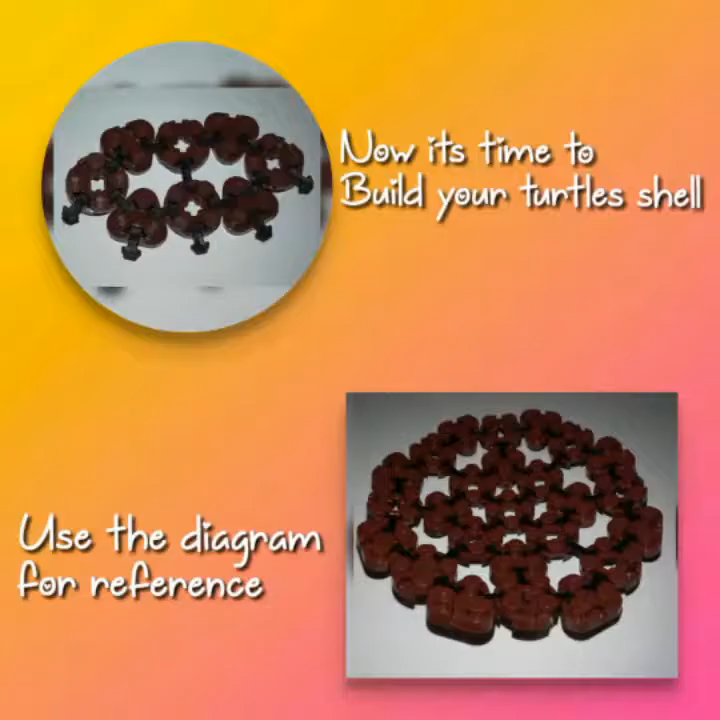 Now its time to
Build your turtles shell
Use the diagram
for reference